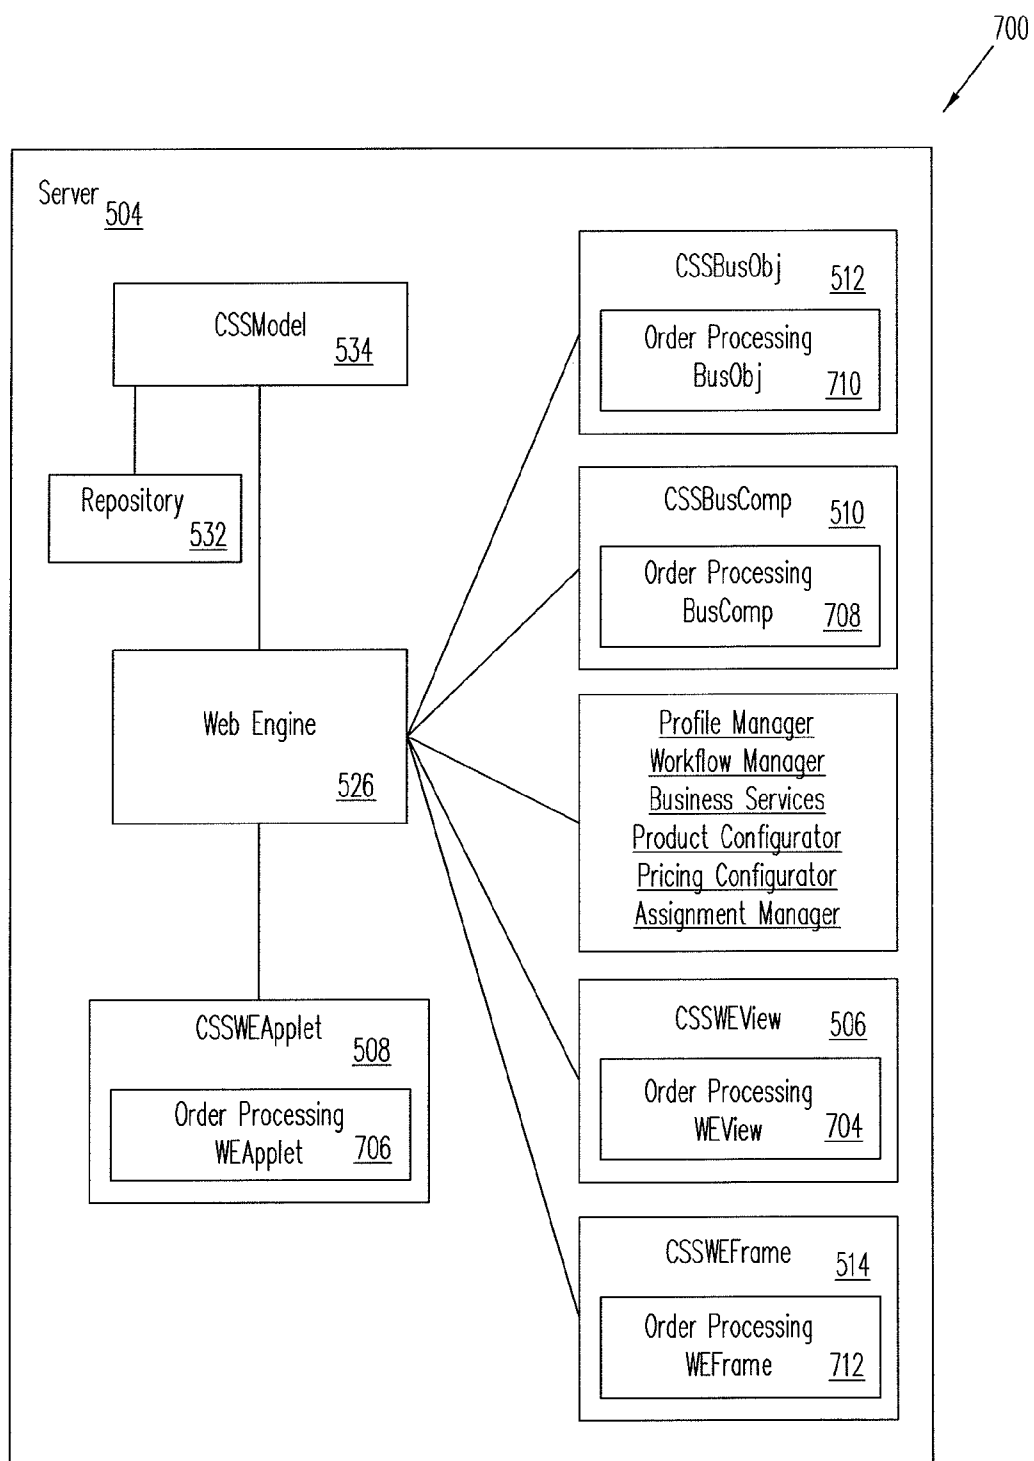 700
Server 504
CSSModel
534
Repository
532
Web Engine
526
CSSWEApplet
508
Order Processing
WEApplet 706
CSSBusObj
512
Order Processing
BusObj
710
CSSBusComp
510
Order Processing
BusComp
708
Profile Manager
Workflow Manager
Business Services
Product Configurator
Pricing Configurator
Assignment Manager
CSSWEView 506
Order Processing
WEView 704
CSSWEFrame
514
Order Processing
WEFrame 712